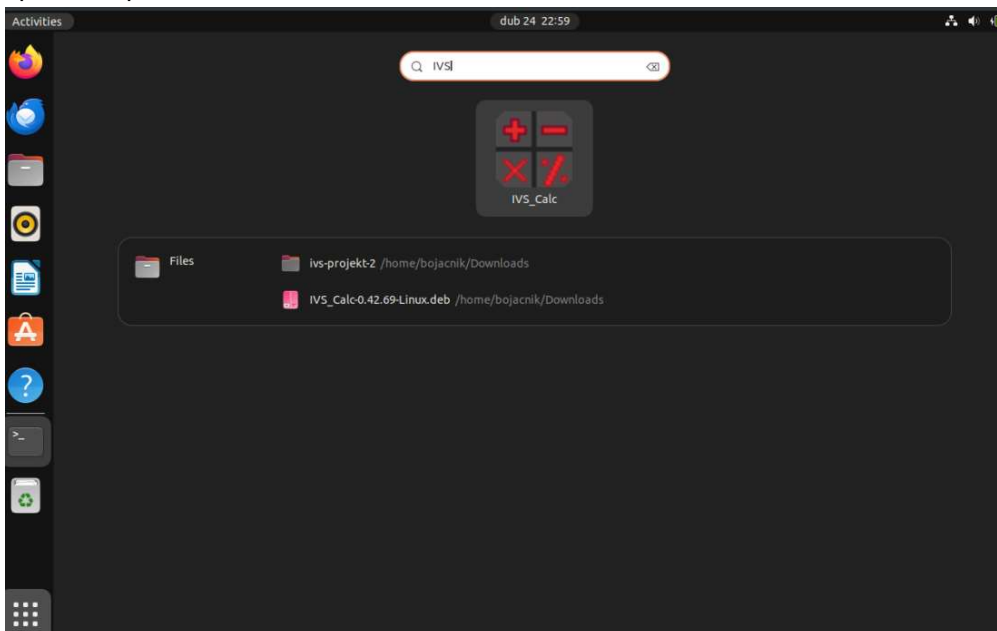 Activities
dub 24 22:59
IVS
IVS_Calc
Files
ivs-projekt-2 /home/bojacnik/Downloads
IVS_Calc-0.42.69-Linux.deb /home/bojacnik/Downloads